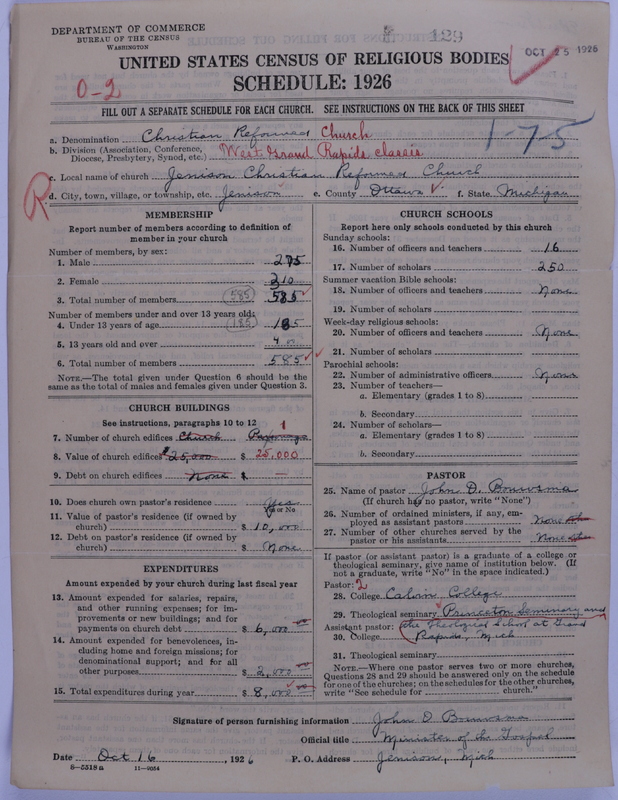 DEPARTMENT OF COMMERCE
BUREAU OF THE CENSUS
WASHINGTON
129
OCT 25 1926
UNITED STATES CENSUS OF RELIGIOUS BODIES
SCHEDULE: 1926
0-2
FILL OUT A SEPARATE SCHEDULE FOR EACH CHURCH. SEE INSTRUCTIONS ON THE BACK OF THIS SHEET
1-75
a. Denomination Christian Reformed Church
b. Division (Association, Conference, Diocese, Presbytery, Synod, etc.) West Grand Rapids classis
c. Local name of church Jenison Christian Reformed Church
R
d. City, town, village, or township, etc. Jenison e. County Ottawa f. State Michigan
MEMBERSHIP
Report number of members according to definition of member in your church
Number of members, by sex:
1. Male 275
2. Female 310
3. Total number of members (585) 585
Number of members under and over 13 years old:
4. Under 13 years of age (185) 185
5. 13 years old and over 400
6. Total number of members 585
NOTE.—The total given under Question 6 should be the same as the total of males and females given under Question 3.
CHURCH BUILDINGS
See instructions, paragraphs 10 to 12
7. Number of church edifices Church Parsonage 1
8. Value of church edifices $25,000 $ 25,000
9. Debt on church edifices None $ —
10. Does church own pastor's residence Yes
Yes or No
11. Value of pastor's residence (if owned by church) $ 10,000
12. Debt on pastor's residence (if owned by church) $ None
EXPENDITURES
Amount expended by your church during last fiscal year
13. Amount expended for salaries, repairs, and other running expenses; for improvements or new buildings; and for payments on church debt $ 6,000 00
14. Amount expended for benevolences, including home and foreign missions; for denominational support; and for all other purposes $ 2,000 00
15. Total expenditures during year $ 8,000 00
CHURCH SCHOOLS
Report here only schools conducted by this church
Sunday schools:
16. Number of officers and teachers 16
17. Number of scholars 250
Summer vacation Bible schools:
18. Number of officers and teachers None
19. Number of scholars
Week-day religious schools:
20. Number of officers and teachers None
21. Number of scholars
Parochial schools:
22. Number of administrative officers None
23. Number of teachers—
a. Elementary (grades 1 to 8)
b. Secondary
24. Number of scholars—
a. Elementary (grades 1 to 8)
b. Secondary
PASTOR
25. Name of pastor John D. Bouwsma
(If church has no pastor, write "None")
26. Number of ordained ministers, if any, employed as assistant pastors None
27. Number of other churches served by the pastor or his assistants None
If pastor (or assistant pastor) is a graduate of a college or theological seminary, give name of institution below. (If not a graduate, write "No" in the space indicated.)
Pastor: 2
28. College Calvin College
29. Theological seminary Princeton Seminary and
Assistant pastor: the Theological School at Grand
30. College Rapids, Mich
31. Theological seminary
NOTE.—Where one pastor serves two or more churches, Questions 28 and 29 should be answered only on the schedule for one of the churches; on the schedules for the other churches, write "See schedule for church."
Signature of person furnishing information John D Bouwsma
Official title Minister of the Gospel
Date Oct 16, 1926 P. O. Address Jenison, Mich
8—5518a 11—9054